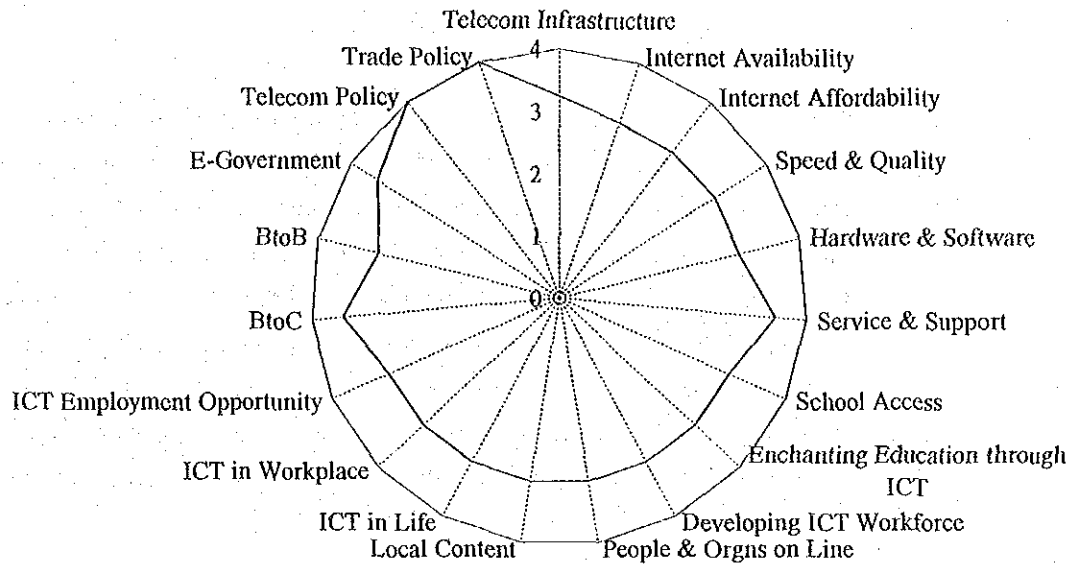 Telecom Infrastructure
Trade Policy
4
Internet Availability
Telecom Policy
3
Internet Affordability
E-Government
2
Speed & Quality
BtoB
1
Hardware & Software
BtoC
0
Service & Support
ICT Employment Opportunity
School Access
ICT in Workplace
Enchanting Education through
ICT
ICT in Life
Developing ICT Workforce
Local Content
People & Orgns on Line